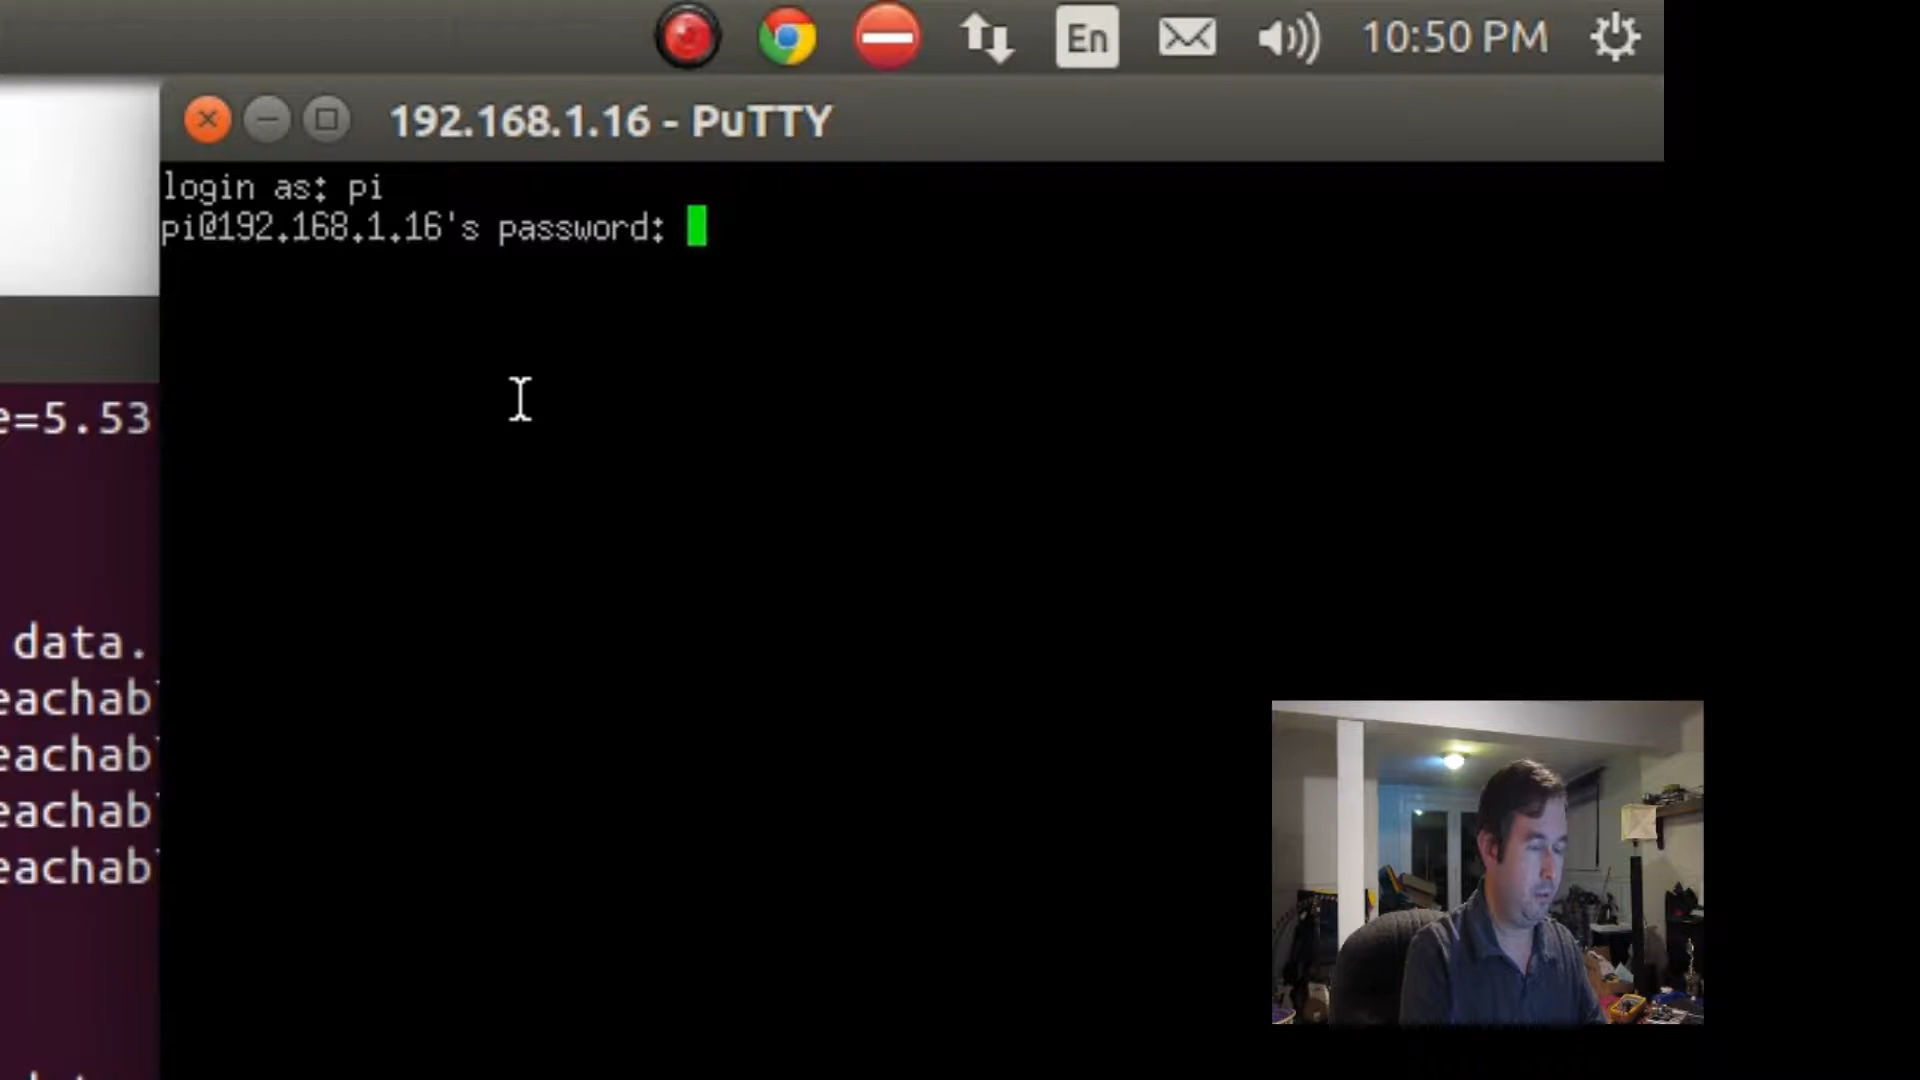 En
10:50 PM
192.168.1.16 - PuTTY
login as: pi
pi@192.168.1.16's password:
e=5.53
data.
eachab
eachab
eachab
eachab